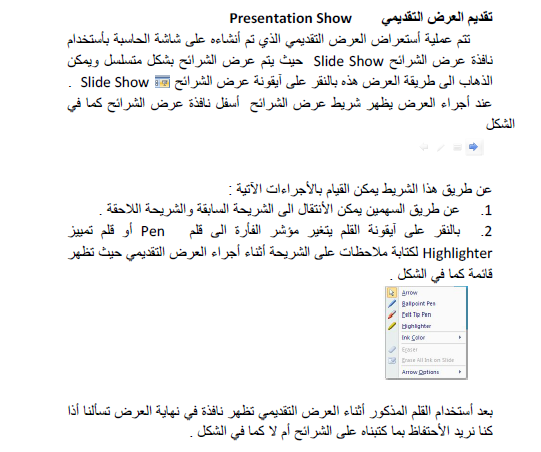 تقديم العرض التقديمي Presentation Show
تتم عملية أستعراض العرض التقديمي الذي تم أنشاءه على شاشة الحاسبة بأستخدام
نافذة عرض الشرائح Slide Show حيث يتم عرض الشرائح بشكل متسلسل ويمكن
الذهاب الى طريقة العرض هذه بالنقر على آيقونة عرض الشرائح Slide Show .
عند أجراء العرض يظهر شريط عرض الشرائح أسفل نافذة عرض الشرائح كما في
الشكل
عن طريق هذا الشريط يمكن القيام بالأجراءات الآتية :
1. عن طريق السهمين يمكن الأنتقال الى الشريحة السابقة والشريحة اللاحقة .
2. بالنقر على آيقونة القلم يتغير مؤشر الفأرة الى قلم Pen أو قلم تمييز
Highlighter لكتابة ملاحظات على الشريحة أثناء أجراء العرض التقديمي حيث تظهر
قائمة كما في الشكل .
Arrow
Ballpoint Pen
Felt Tip Pen
Highlighter
Ink Color
Eraser
Erase All Ink on Slide
Arrow Options
بعد أستخدام القلم المذكور أثناء العرض التقديمي تظهر نافذة في نهاية العرض تسألنا أذا
كنا نريد الأحتفاظ بما كتبناه على الشرائح أم لا كما في الشكل .